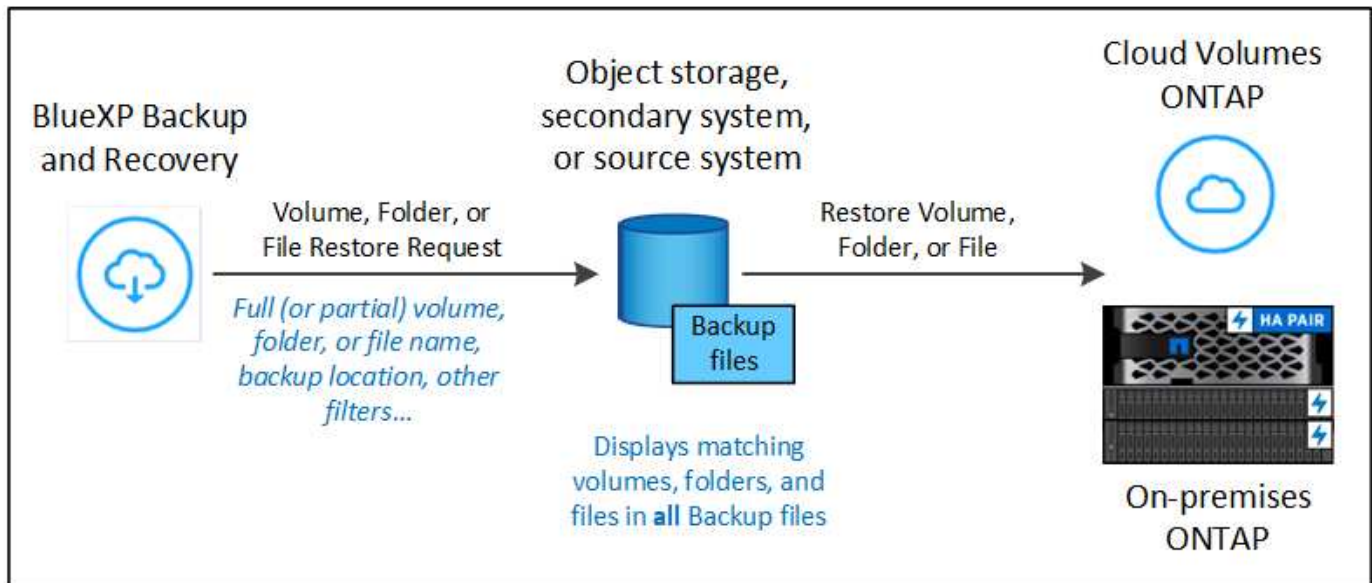 BlueXP Backup
and Recovery
Volume, Folder, or
File Restore Request
Full (or partial) volume,
folder, or file name,
backup location, other
filters...
Object storage,
secondary system,
or source system
Backup
files
Displays matching
volumes, folders, and
files in all Backup files
Restore Volume,
Folder, or File
Cloud Volumes
ONTAP
HA PAIR
On-premises
ONTAP